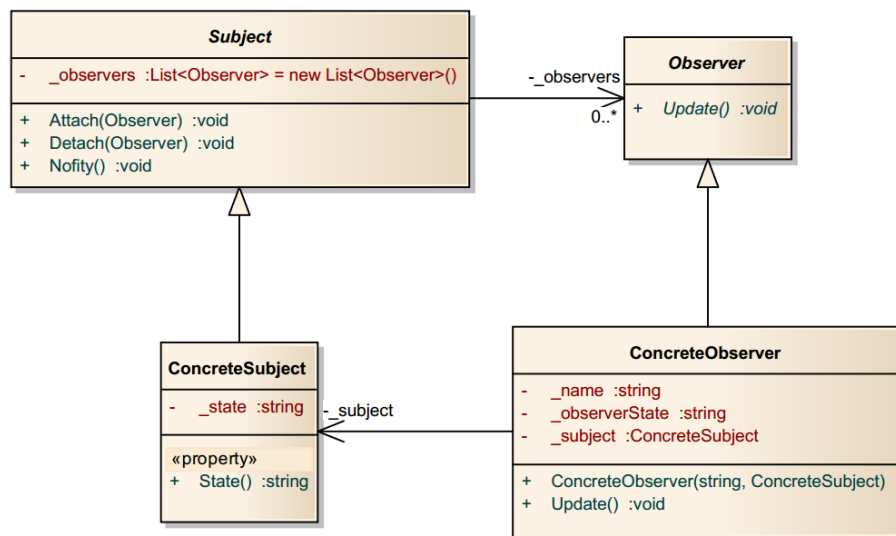 Subject
- _observers :List<Observer> = new List<Observer>()
+ Attach(Observer) :void
+ Detach(Observer) :void
+ Nofity() :void
-_observers
0..*
Observer
+ Update() :void
ConcreteSubject
- _state :string
«property»
+ State() :string
-_subject
ConcreteObserver
- _name :string
- _observerState :string
- _subject :ConcreteSubject
+ ConcreteObserver(string, ConcreteSubject)
+ Update() :void